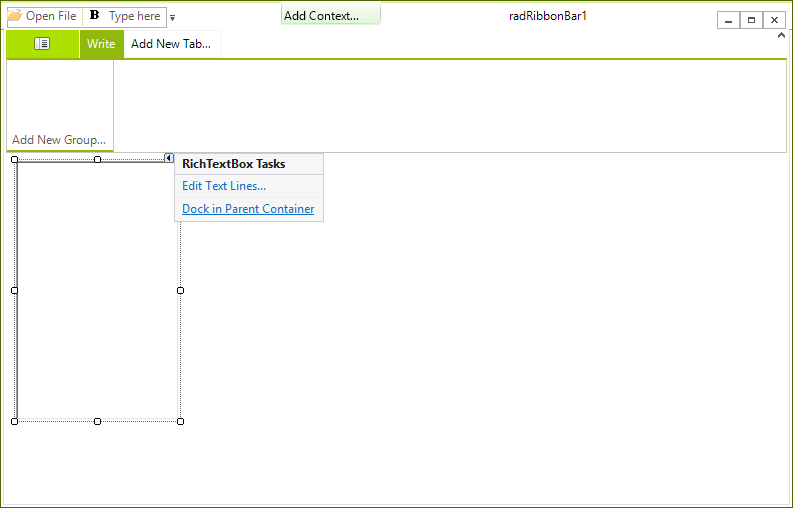 Open File B Type here Add Context... radRibbonBar1
Write Add New Tab...
Add New Group...
RichTextBox Tasks
Edit Text Lines...
Dock in Parent Container